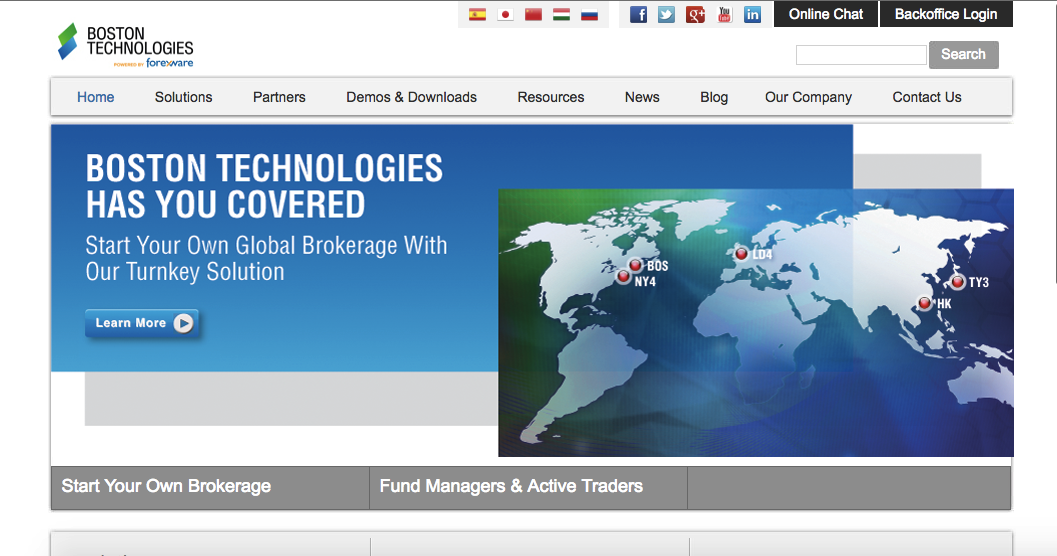 Online Chat
Backoffice Login
BOSTON
TECHNOLOGIES
POWERED BY forexware
Search
Home
Solutions
Partners
Demos & Downloads
Resources
News
Blog
Our Company
Contact Us
BOSTON TECHNOLOGIES
HAS YOU COVERED
Start Your Own Global Brokerage With
Our Turnkey Solution
Learn More
BOS
NY4
LD4
TY3
HK
Start Your Own Brokerage
Fund Managers & Active Traders